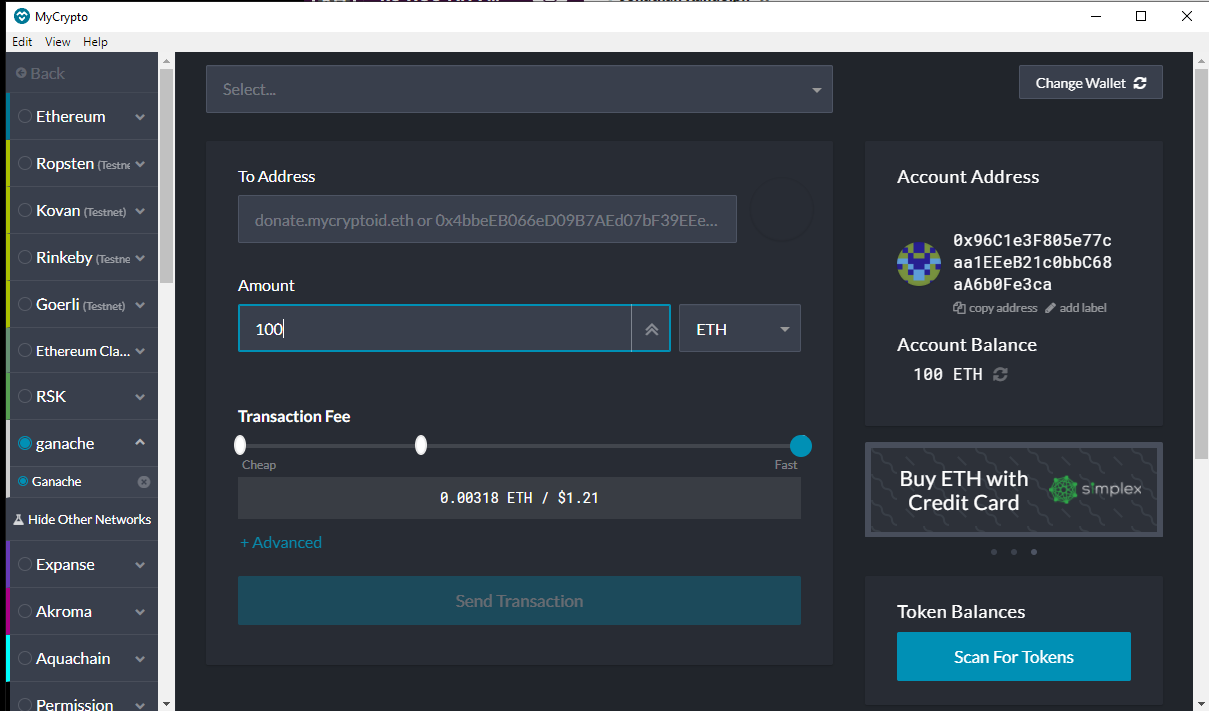 MyCrypto
Edit View Help
Back
Ethereum
Ropsten (Testne
Kovan (Testnet)
Rinkeby (Testne
Goerli (Testnet)
Ethereum Cla...
RSK
ganache
Ganache
Hide Other Networks
Expanse
Akroma
Aquachain
Permission
Select...
Change Wallet
To Address
donate.mycryptoid.eth or 0x4bbeEB066eD09B7AEd07bF39EEe...
Amount
100
ETH
Transaction Fee
Cheap
Fast
0.00318 ETH / $1.21
+ Advanced
Send Transaction
Account Address
0x96C1e3F805e77c
aa1EEeB21c0bbC68
aA6b0Fe3ca
copy address add label
Account Balance
100 ETH
Buy ETH with
Credit Card
simplex
Token Balances
Scan For Tokens